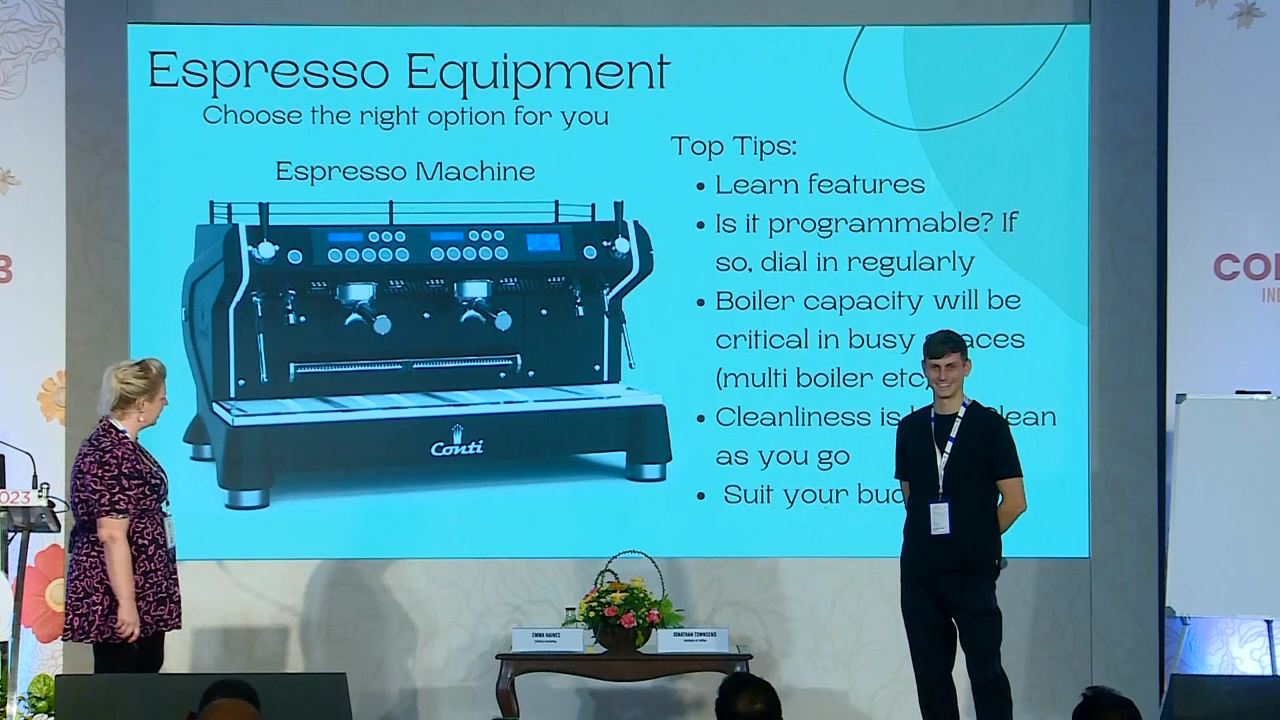 Espresso Equipment
Choose the right option for you
Espresso Machine
Conti
Top Tips:
• Learn features
• Is it programmable? If
so, dial in regularly
• Boiler capacity will be
critical in busy
(multi boiler etc)
• Cleanliness is
as you go
• Suit your
EMMA HAINES
JONATHAN TOWNSEND
2023
3